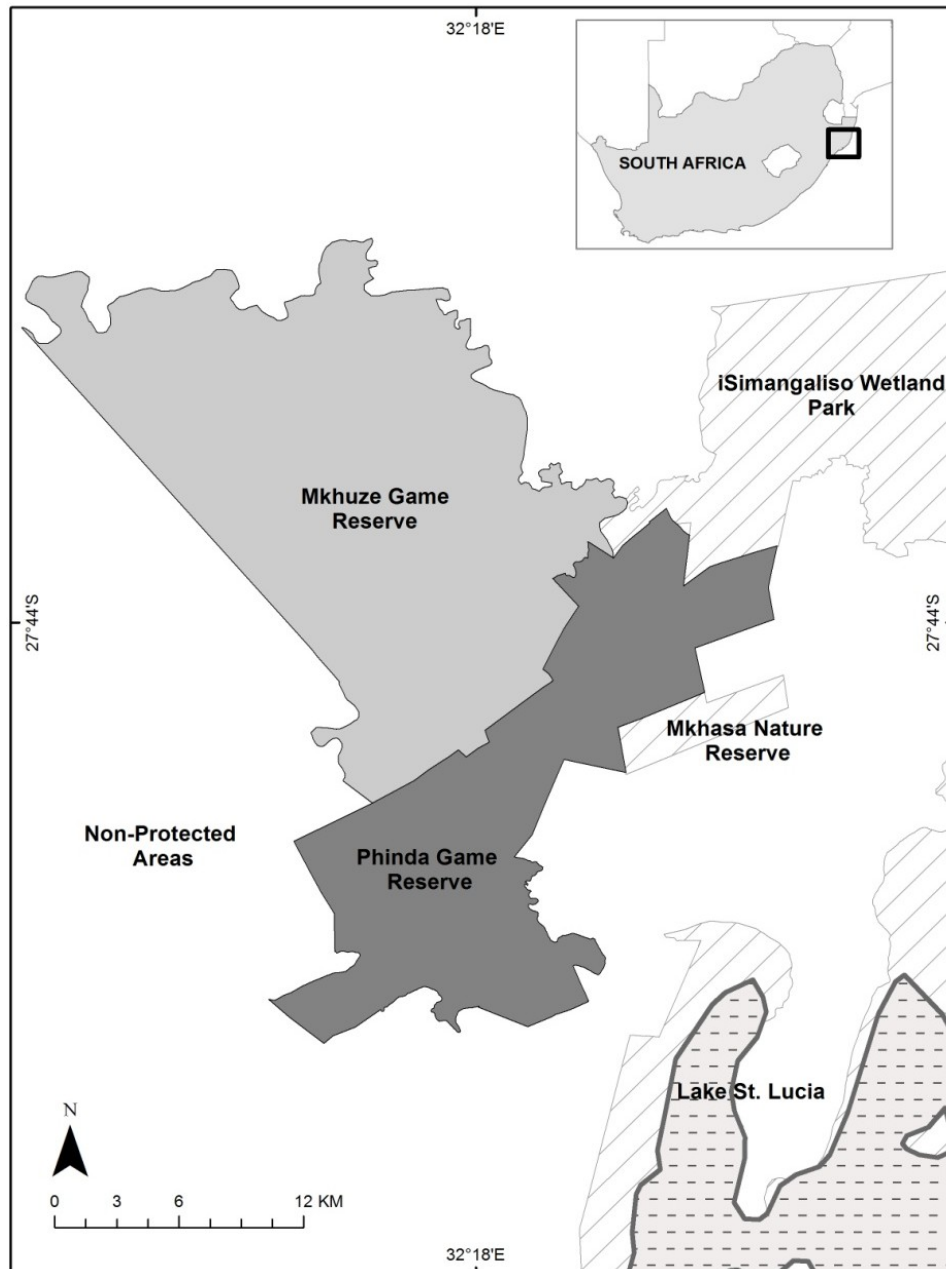 32°18'E
SOUTH AFRICA
iSimangaliso Wetland
Park
Mkhuze Game
Reserve
27°44'S
27°44'S
Mkhasa Nature
Reserve
Non-Protected
Areas
Phinda Game
Reserve
Lake St. Lucia
N
0 3 6 12 KM
32°18'E